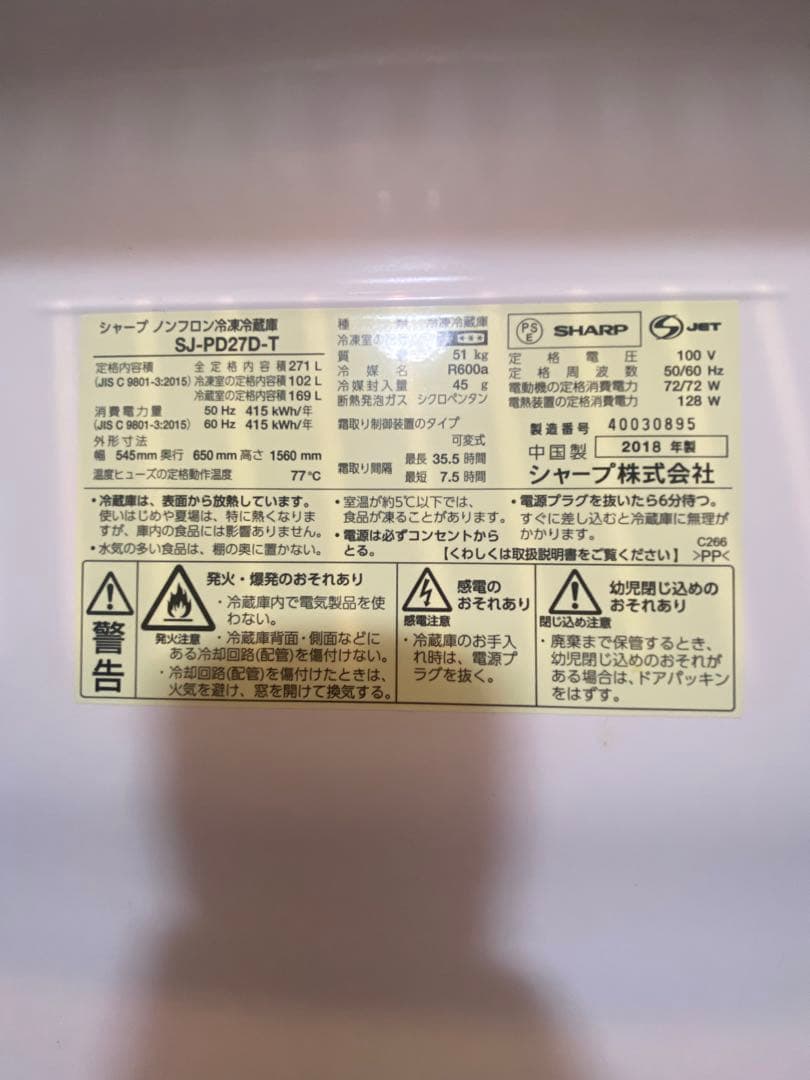 シャープ ノンフロン冷凍冷蔵庫
SJ-PD27D-T
定格内容積 全定格内容積 271 L
(JIS C 9801-3:2015) 冷凍室の定格内容積 102 L
冷蔵室の定格内容積 169 L
消費電力量 50 Hz 415 kWh/年
(JIS C 9801-3:2015) 60 Hz 415 kWh/年
外形寸法
幅 545mm 奥行 650mm 高さ 1560 mm
温度ヒューズの定格動作温度 77℃
種類 冷凍冷蔵庫
冷凍室の
質 51 kg
冷媒名 R600a
冷媒封入量 45 g
断熱発泡ガス シクロペンタン
霜取り制御装置のタイプ
可変式
霜取り間隔 最長 35.5 時間
最短 7.5 時間
PS E SHARP JET
定格電圧 100 V
定格周波数 50/60 Hz
電動機の定格消費電力 72/72 W
電熱装置の定格消費電力 128 W
製造番号 40030895
中国製 2018 年製
シャープ株式会社
・冷蔵庫は、表面から放熱しています。
使いはじめや夏場は、特に熱くなりま
すが、庫内の食品には影響ありません。
・水気の多い食品は、棚の奥に置かない。
・室温が約5℃以下では、
食品が凍ることがあります。
・電源は必ずコンセントから
とる。
・電源プラグを抜いたら6分待つ。
すぐに差し込むと冷蔵庫に無理が
かかります。
C266
【くわしくは取扱説明書をご覧ください】 >PP<
警告
発火・爆発のおそれあり
発火注意
・冷蔵庫内で電気製品を使
わない。
・冷蔵庫背面・側面などに
ある冷却回路(配管)を傷付けない。
・冷却回路(配管)を傷付けたときは、
火気を避け、窓を開けて換気する。
感電の
おそれあり
感電注意
・冷蔵庫のお手入
れ時は、電源プ
ラグを抜く。
幼児閉じ込めの
おそれあり
閉じ込め注意
・廃棄まで保管するとき、
幼児閉じ込めのおそれが
ある場合は、ドアパッキン
をはずす。